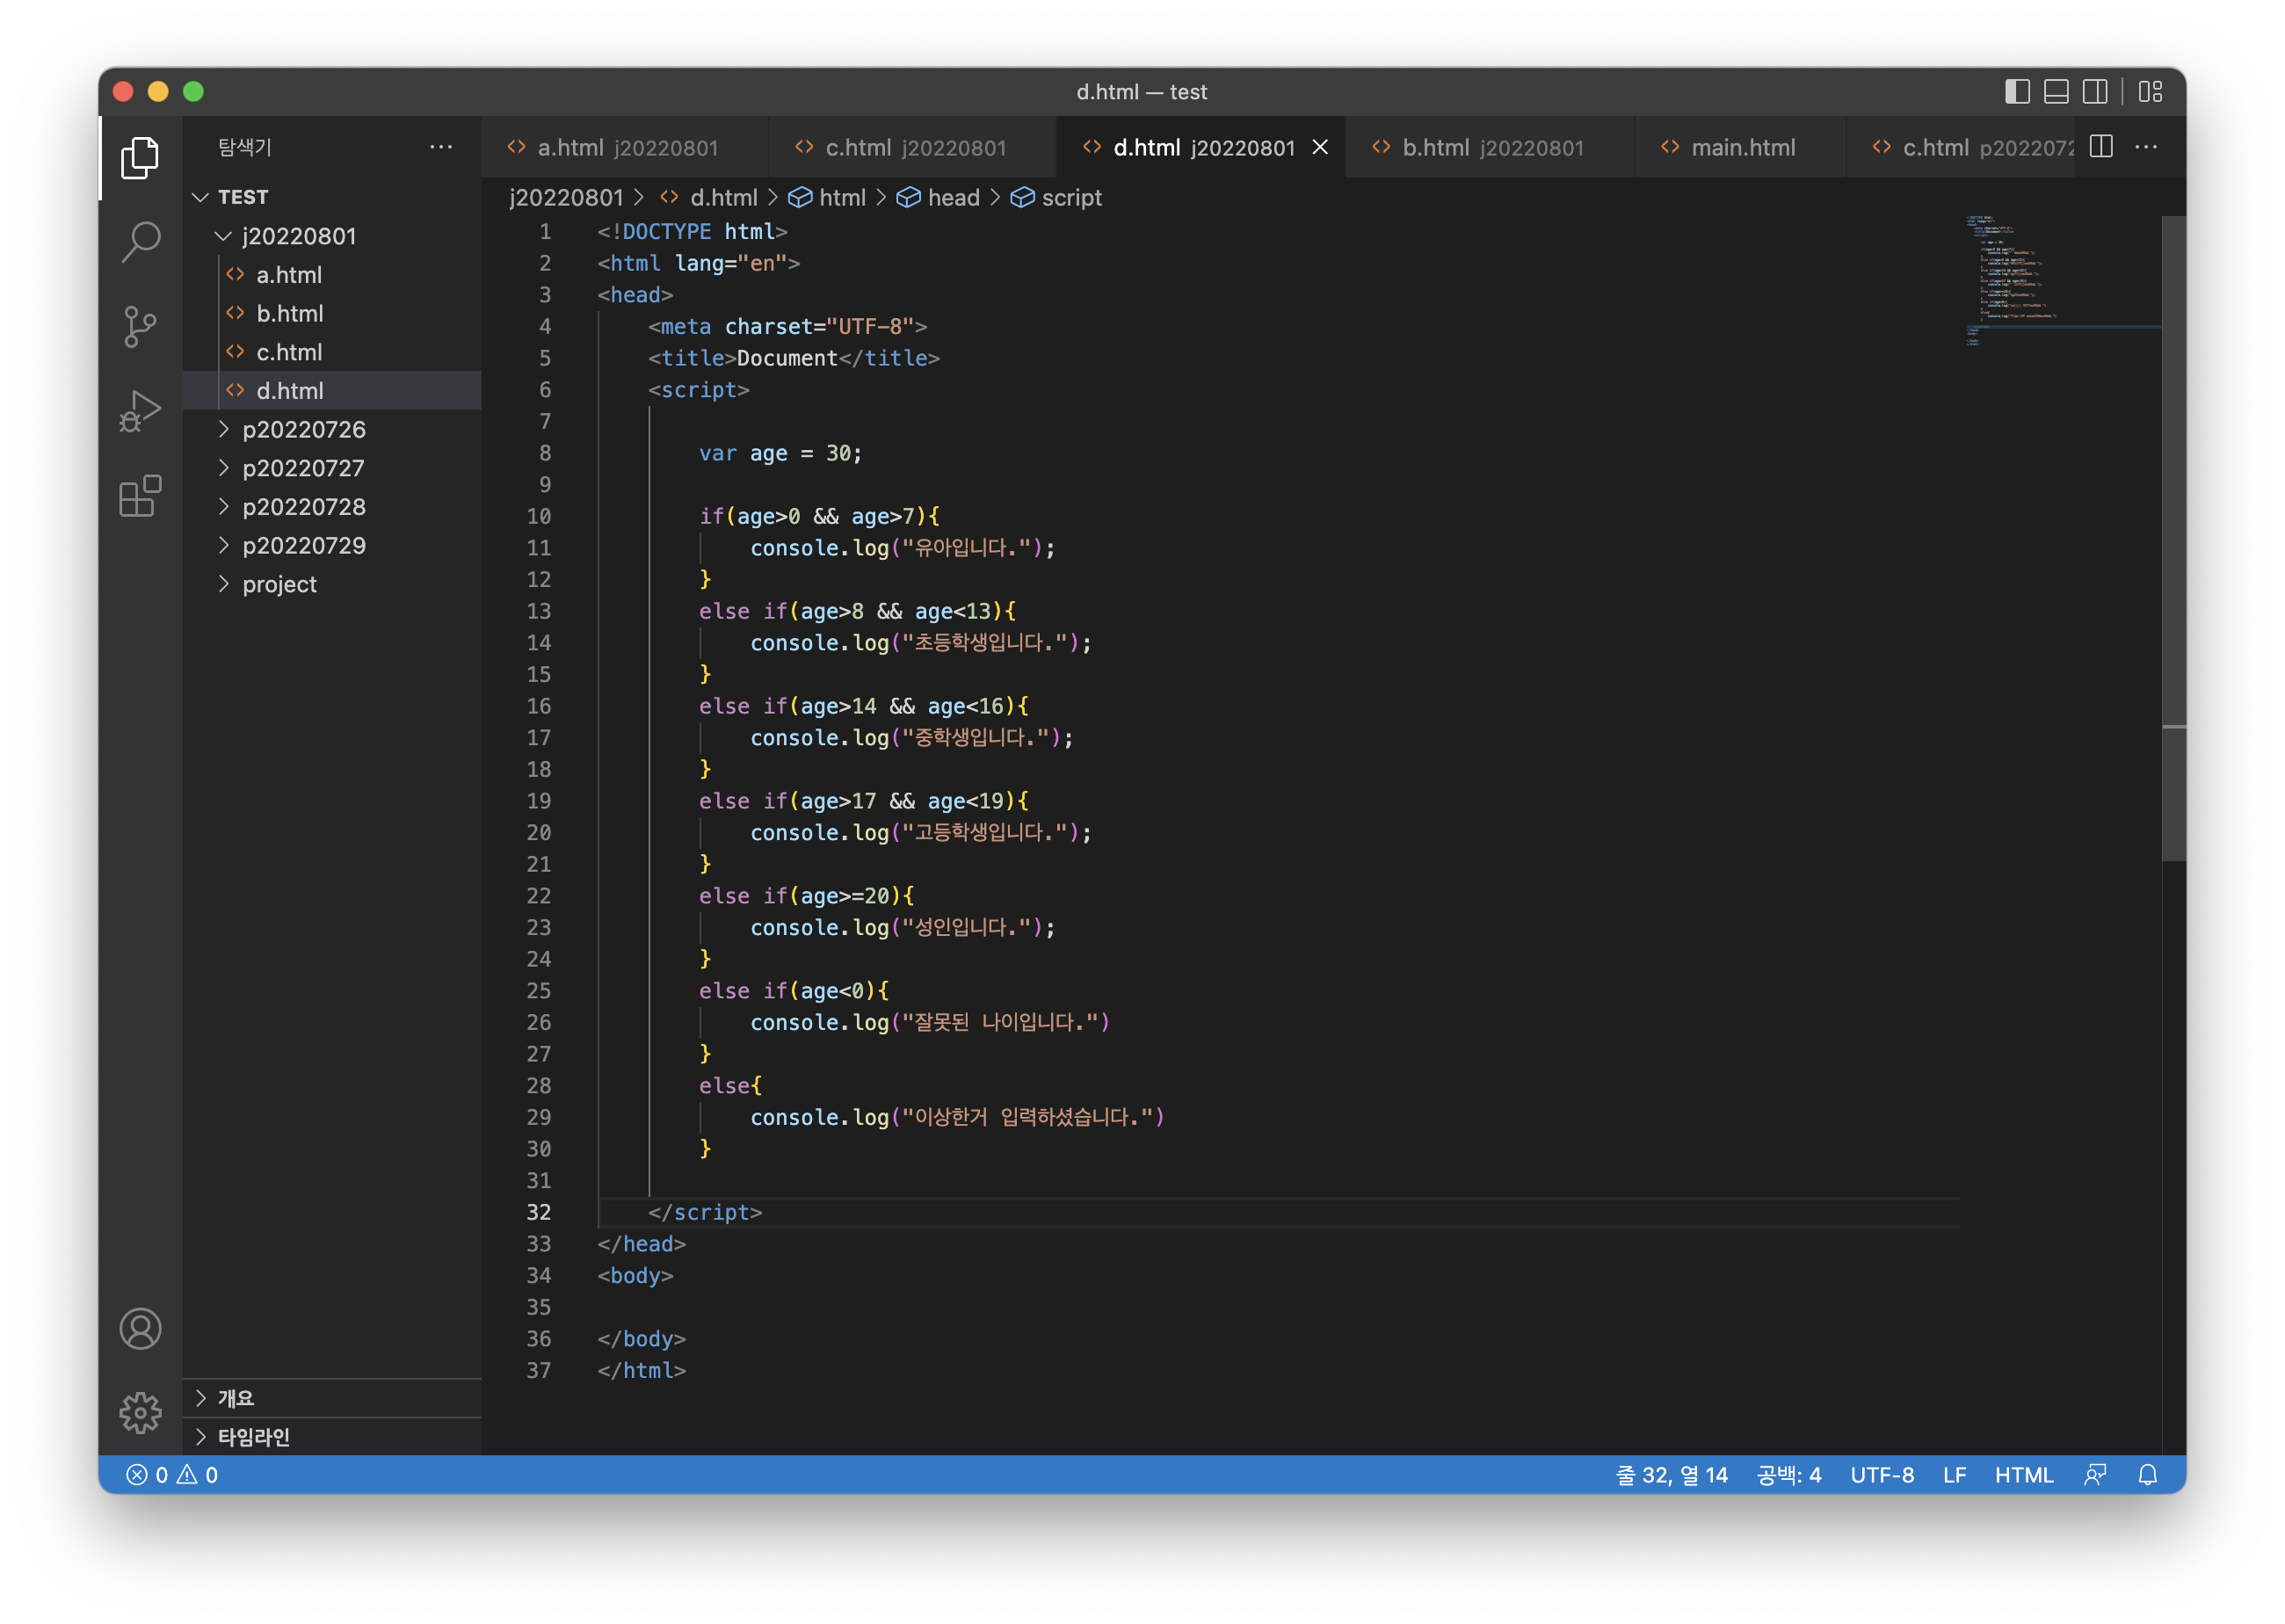 d.html — test
탐색기
TEST
j20220801
a.html
b.html
c.html
d.html
p20220726
p20220727
p20220728
p20220729
project
개요
타임라인
a.html j20220801
c.html j20220801
d.html j20220801
b.html j20220801
main.html
c.html p2022072
j20220801 > d.html > html > head > script
1 <!DOCTYPE html>
2 <html lang="en">
3 <head>
4     <meta charset="UTF-8">
5     <title>Document</title>
6     <script>
7
8         var age = 30;
9
10         if(age>0 && age>7){
11             console.log("유아입니다.");
12         }
13         else if(age>8 && age<13){
14             console.log("초등학생입니다.");
15         }
16         else if(age>14 && age<16){
17             console.log("중학생입니다.");
18         }
19         else if(age>17 && age<19){
20             console.log("고등학생입니다.");
21         }
22         else if(age>=20){
23             console.log("성인입니다.");
24         }
25         else if(age<0){
26             console.log("잘못된 나이입니다.")
27         }
28         else{
29             console.log("이상한거 입력하셨습니다.")
30         }
31
32     </script>
33 </head>
34 <body>
35
36 </body>
37 </html>
0 0
줄 32, 열 14 공백: 4 UTF-8 LF HTML